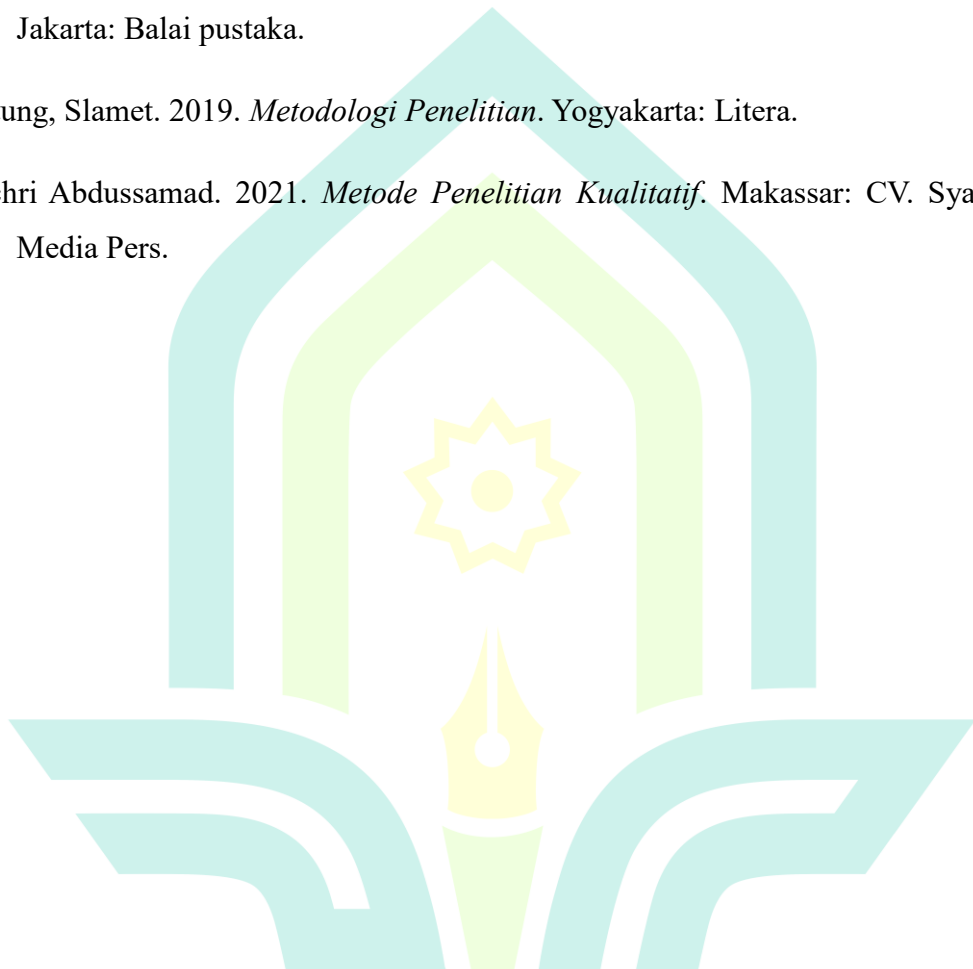 Jakarta: Balai pustaka.
tung, Slamet. 2019. Metodologi Penelitian. Yogyakarta: Litera.
hri Abdussamad. 2021. Metode Penelitian Kualitatif. Makassar: CV. Sya
Media Pers.